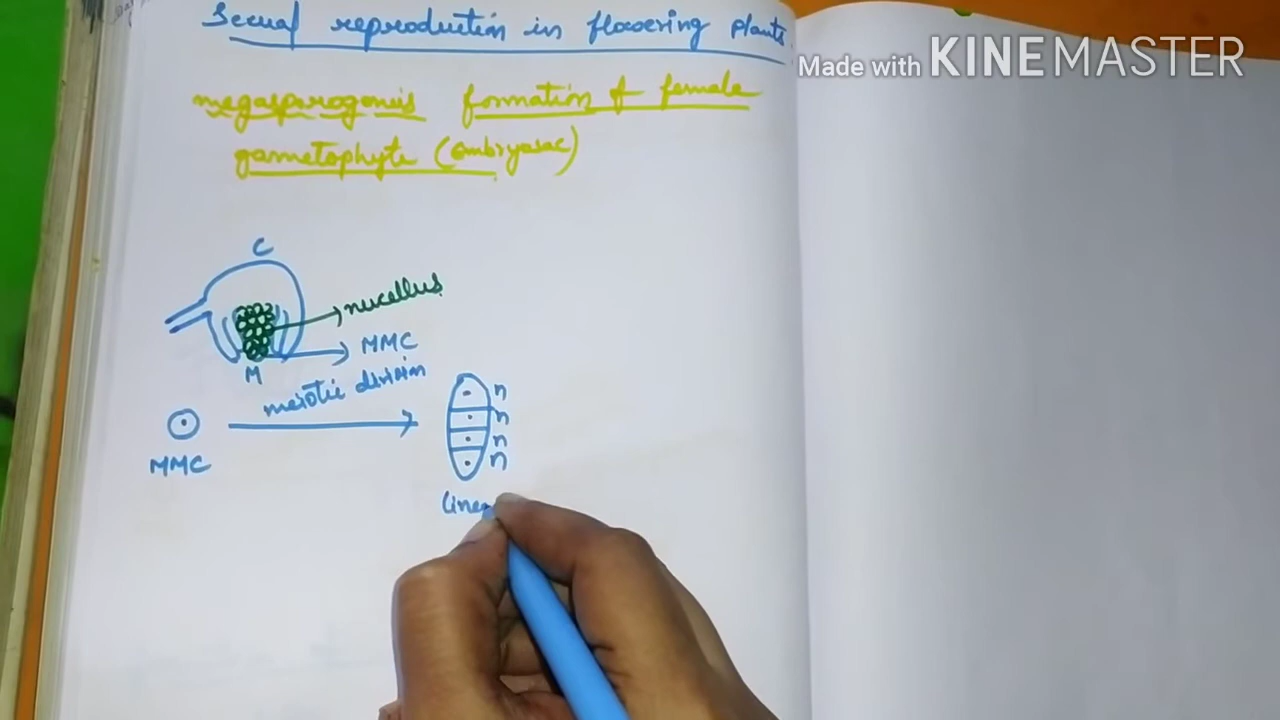 Sexual reproduction in flowering plants.
Made with KINEMASTER
megasporogenesis formation of female
gametophyte (embryosac)
C
nucellus
MMC
M
meiotic division
n
n
n
n
MMC
linea